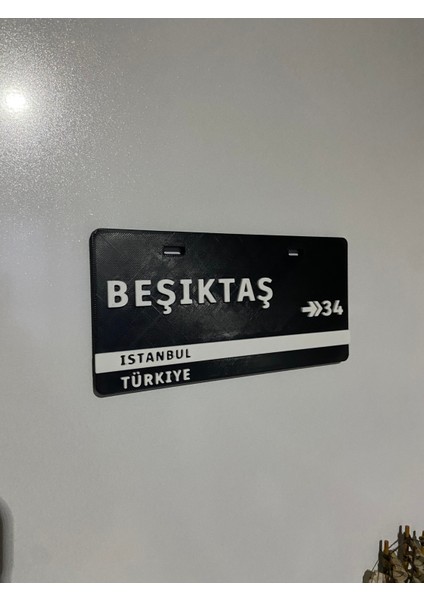 BEŞIKTAŞ
34
ISTANBUL
TÜRKIYE